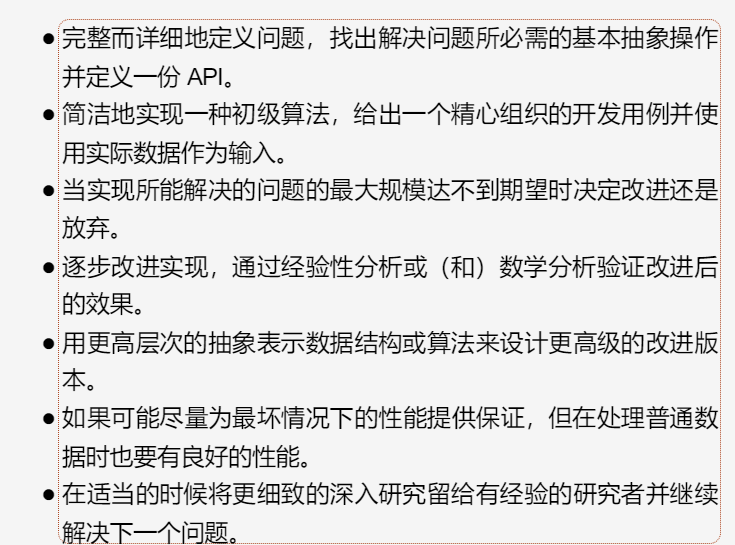 ● 完整而详细地定义问题，找出解决问题所必需的基本抽象操作
并定义一份 API。
● 简洁地实现一种初级算法，给出一个精心组织的开发用例并使
用实际数据作为输入。
● 当实现所能解决的问题的最大规模达不到期望时决定改进还是
放弃。
● 逐步改进实现，通过经验性分析或（和）数学分析验证改进后
的效果。
● 用更高层次的抽象表示数据结构或算法来设计更高级的改进版
本。
● 如果可能尽量为最坏情况下的性能提供保证，但在处理普通数
据时也要有良好的性能。
● 在适当的时候将更细致的深入研究留给有经验的研究者并继续
解决下一个问题。